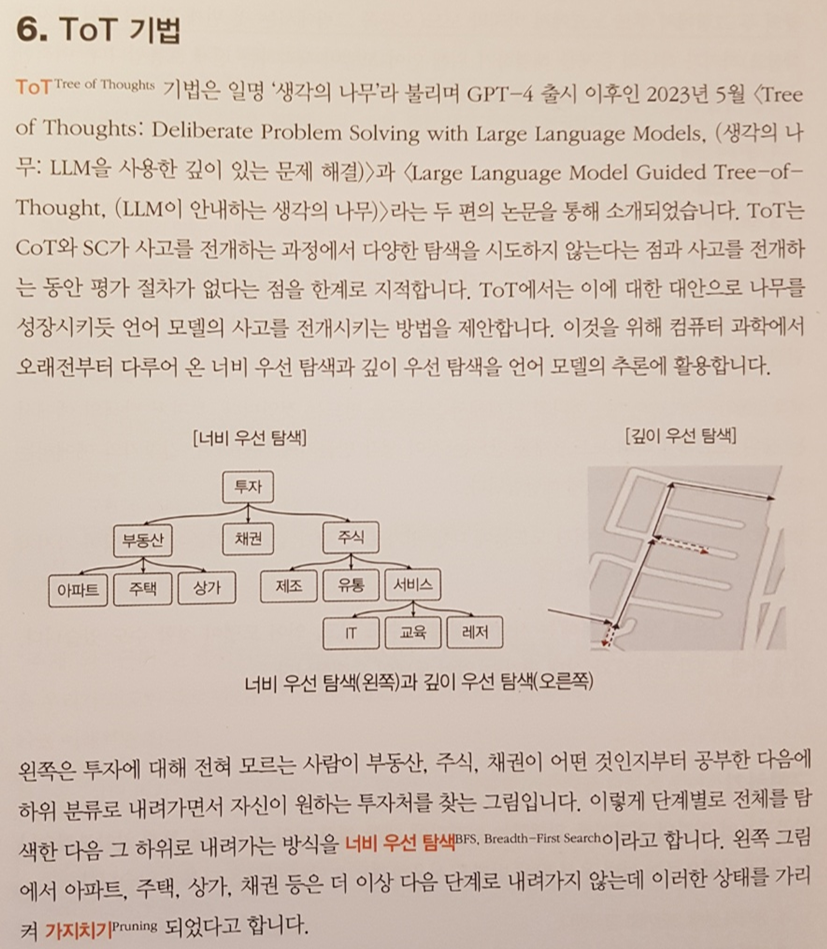 6. ToT 기법
ToT Tree of Thoughts 기법은 일명 '생각의 나무'라 불리며 GPT-4 출시 이후인 2023년 5월 〈Tree
of Thoughts: Deliberate Problem Solving with Large Language Models, (생각의 나
무: LLM을 사용한 깊이 있는 문제 해결)〉과 〈Large Language Model Guided Tree-of-
Thought, (LLM이 안내하는 생각의 나무)〉라는 두 편의 논문을 통해 소개되었습니다. ToT는
CoT와 SC가 사고를 전개하는 과정에서 다양한 탐색을 시도하지 않는다는 점과 사고를 전개하
는 동안 평가 절차가 없다는 점을 한계로 지적합니다. ToT에서는 이에 대한 대안으로 나무를
성장시키듯 언어 모델의 사고를 전개시키는 방법을 제안합니다. 이것을 위해 컴퓨터 과학에서
오래전부터 다루어 온 너비 우선 탐색과 깊이 우선 탐색을 언어 모델의 추론에 활용합니다.
[너비 우선 탐색]
[깊이 우선 탐색]
투자
부동산 채권 주식
아파트 주택 상가 제조 유통 서비스
IT 교육 레저
너비 우선 탐색(왼쪽)과 깊이 우선 탐색(오른쪽)
왼쪽은 투자에 대해 전혀 모르는 사람이 부동산, 주식, 채권이 어떤 것인지부터 공부한 다음에
하위 분류로 내려가면서 자신이 원하는 투자처를 찾는 그림입니다. 이렇게 단계별로 전체를 탐
색한 다음 그 하위로 내려가는 방식을 너비 우선 탐색BFS, Breadth-First Search이라고 합니다. 왼쪽 그림
에서 아파트, 주택, 상가, 채권 등은 더 이상 다음 단계로 내려가지 않는데 이러한 상태를 가리
켜 가지치기Pruning 되었다고 합니다.